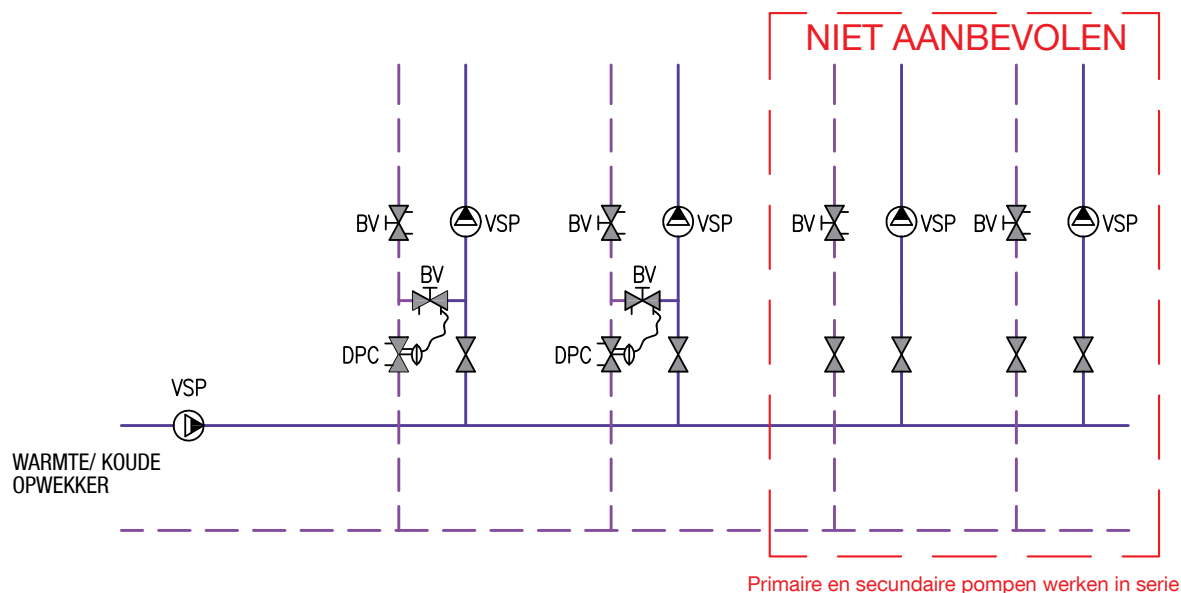 NIET AANBEVOLEN
BV VSP BV VSP BV VSP BV VSP
BV BV
DPC DPC
VSP
WARMTE/ KOUDE
OPWEKKER
Primaire en secundaire pompen werken in serie